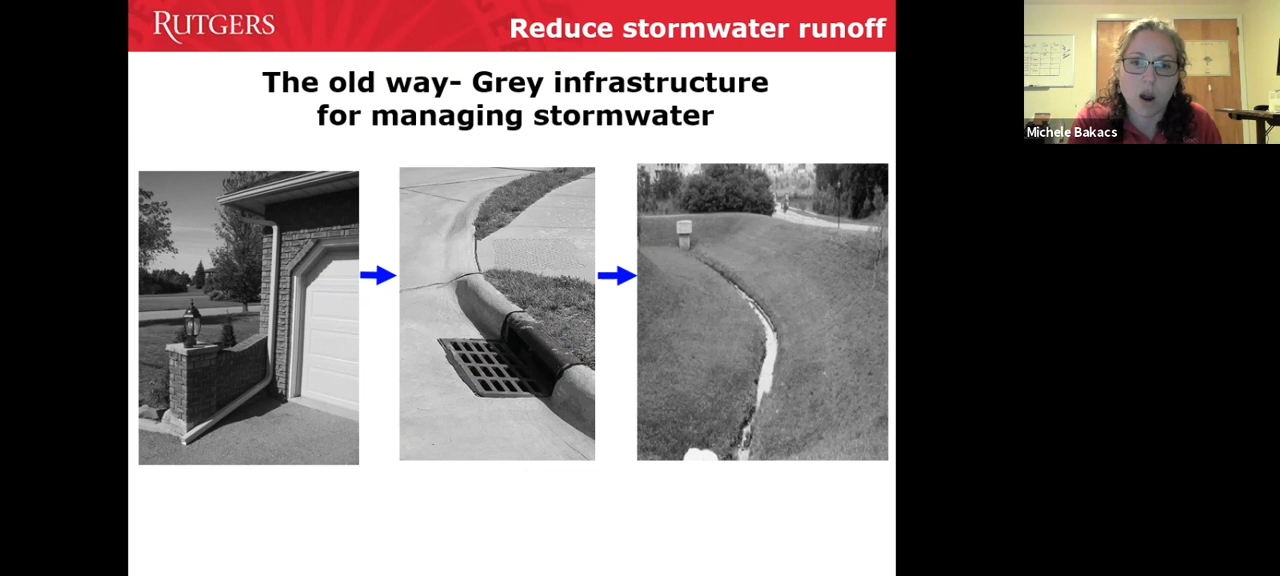 RUTGERS
Reduce stormwater runoff
The old way- Grey infrastructure
for managing stormwater
Michele Bakacs